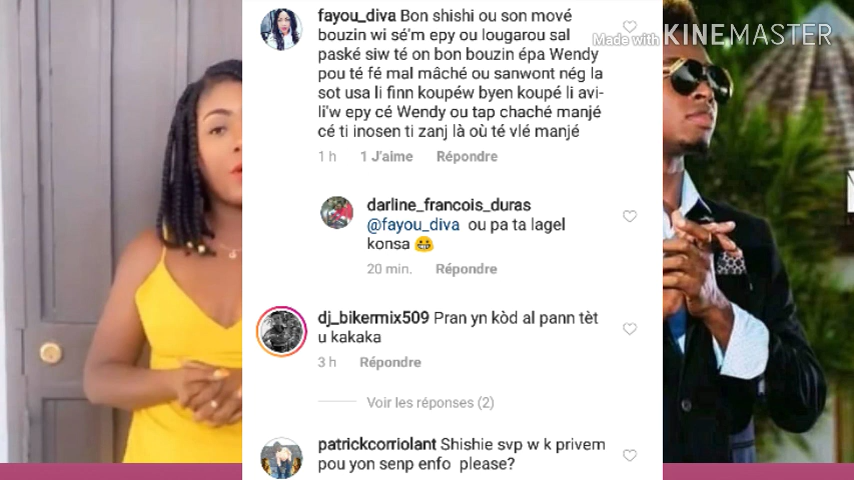 fayou_diva Bon shishi ou son mové
bouzin wi sé'm epy ou lougarou sal
paské siw té on bon bouzin épa Wendy
pou té fé mal mâché ou sanwont nég la
sot usa li finn koupéw byen koupé li avi-
li'w epy cé Wendy ou tap chaché manjé
cé ti inosen ti zanj là où té vlé manjé
1 h 1 J'aime Répondre
Made with KINEMASTER
darline_francois_duras
@fayou_diva ou pa ta lagel
konsa 😁
20 min. Répondre
dj_bikermix509 Pran yn kòd al pann tèt
u kakaka
3 h Répondre
Voir les réponses (2)
patrickcorriolant Shishie svp w k privem
pou yon senp enfo please?